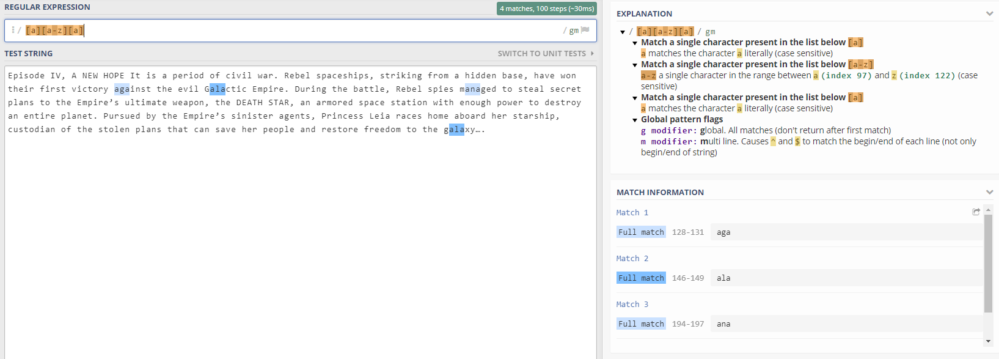 REGULAR EXPRESSION
4 matches, 100 steps (~30ms)
/ [a][a-z][a]
/ gm
TEST STRING
SWITCH TO UNIT TESTS
Episode IV, A NEW HOPE It is a period of civil war. Rebel spaceships, striking from a hidden base, have won
their first victory against the evil Galactic Empire. During the battle, Rebel spies managed to steal secret
plans to the Empire’s ultimate weapon, the DEATH STAR, an armored space station with enough power to destroy
an entire planet. Pursued by the Empire’s sinister agents, Princess Leia races home aboard her starship,
custodian of the stolen plans that can save her people and restore freedom to the galaxy….
EXPLANATION
/ [a][a-z][a] / gm
Match a single character present in the list below [a]
a matches the character a literally (case sensitive)
Match a single character present in the list below [a-z]
a-z a single character in the range between a (index 97) and z (index 122) (case
sensitive)
Match a single character present in the list below [a]
a matches the character a literally (case sensitive)
Global pattern flags
g modifier: global. All matches (don't return after first match)
m modifier: multi line. Causes ^ and $ to match the begin/end of each line (not only
begin/end of string)
MATCH INFORMATION
Match 1
Full match 128-131 aga
Match 2
Full match 146-149 ala
Match 3
Full match 194-197 ana